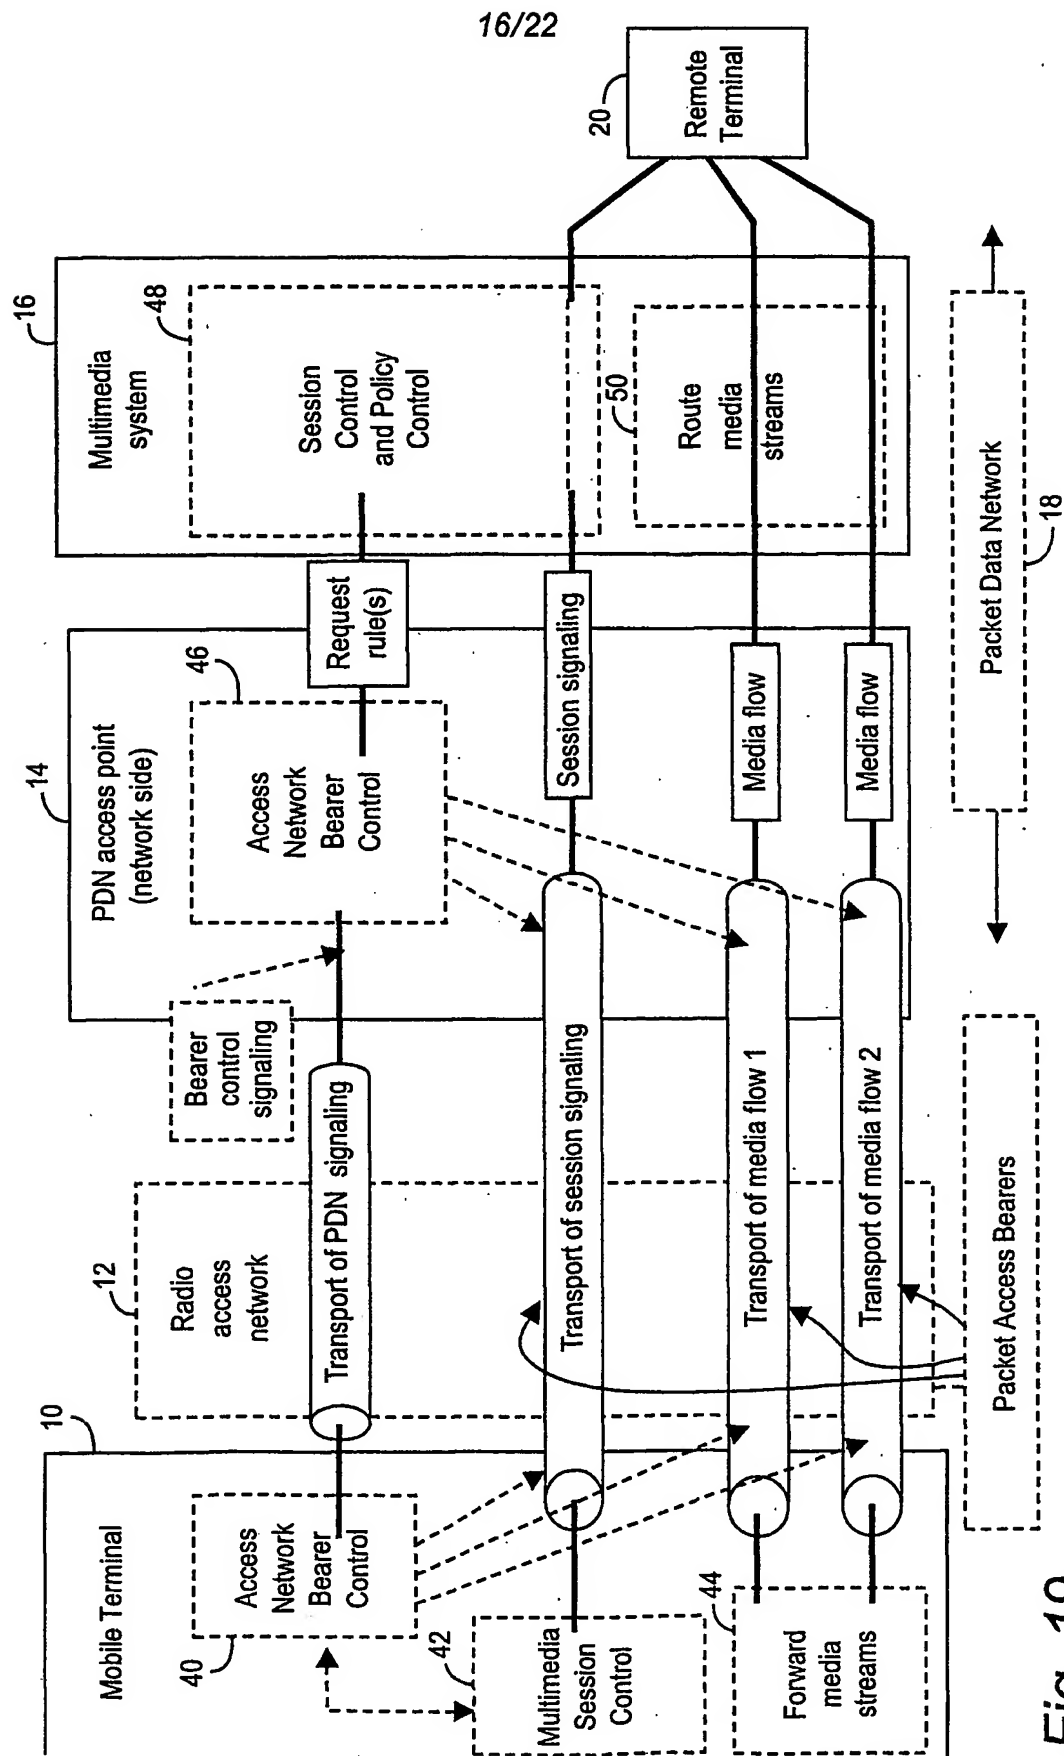 16/22
10
Mobile Terminal
Access
Network
Bearer
Control
40
42
Multimedia
Session
Control
44
Forward
media
streams
12
Radio
access
network
Transport of PDN signaling
Bearer
control
signaling
Transport of session signaling
Transport of media flow 1
Transport of media flow 2
Packet Access Bearers
14
PDN access point
(network side)
46
Access
Network
Bearer
Control
Request
rule(s)
Session signaling
Media flow
Media flow
16
Multimedia
system
48
Session
Control
and Policy
Control
50
Route
media
streams
Packet Data Network
18
20
Remote
Terminal
Fig.